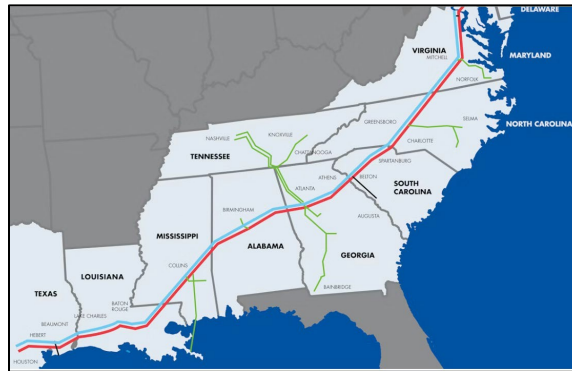 DELAWARE
VIRGINIA
MITCHELL
MARYLAND
NORFOLK
GREENSBORO
SELMA
NORTH CAROLINA
NASHVILLE
KNOXVILLE
CHATTANOOGA
CHARLOTTE
TENNESSEE
SPARTANBURG
ATHENS
BELTON
ATLANTA
SOUTH
CAROLINA
BIRMINGHAM
AUGUSTA
MISSISSIPPI
ALABAMA
GEORGIA
COLLINS
LOUISIANA
BAINBRIDGE
TEXAS
BATON
ROUGE
LAKE CHARLES
BEAUMONT
HEBERT
HOUSTON